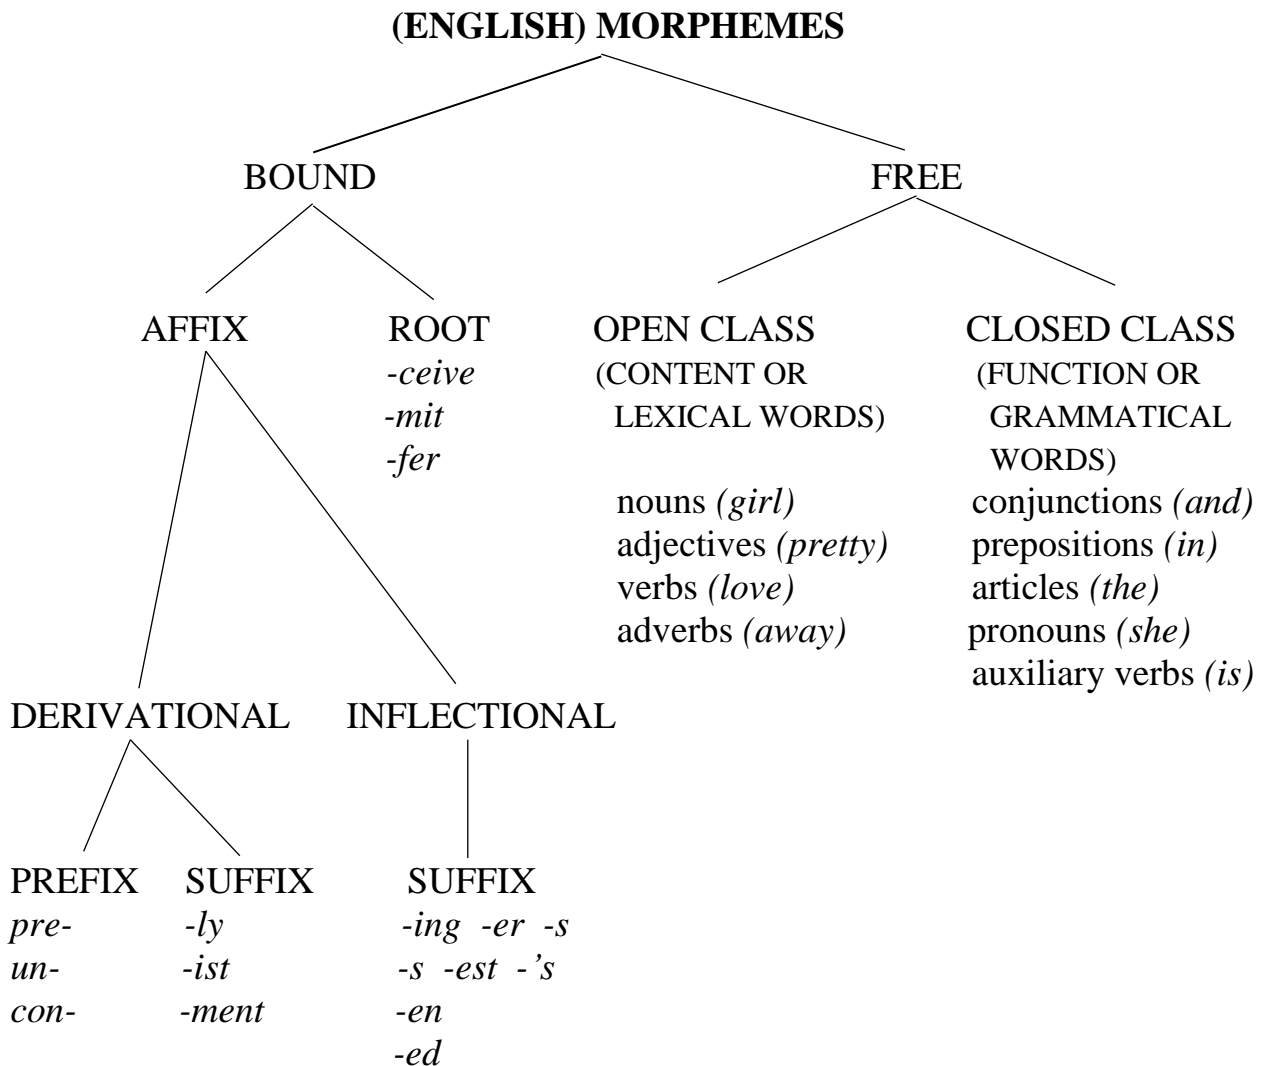 (ENGLISH) MORPHEMES
BOUND FREE
AFFIX ROOT OPEN CLASS CLOSED CLASS
-ceive (CONTENT OR (FUNCTION OR
-mit LEXICAL WORDS) GRAMMATICAL
-fer WORDS)
nouns (girl) conjunctions (and)
adjectives (pretty) prepositions (in)
verbs (love) articles (the)
adverbs (away) pronouns (she)
auxiliary verbs (is)
DERIVATIONAL INFLECTIONAL
PREFIX SUFFIX SUFFIX
pre- -ly -ing -er -s
un- -ist -s -est -’s
con- -ment -en
-ed